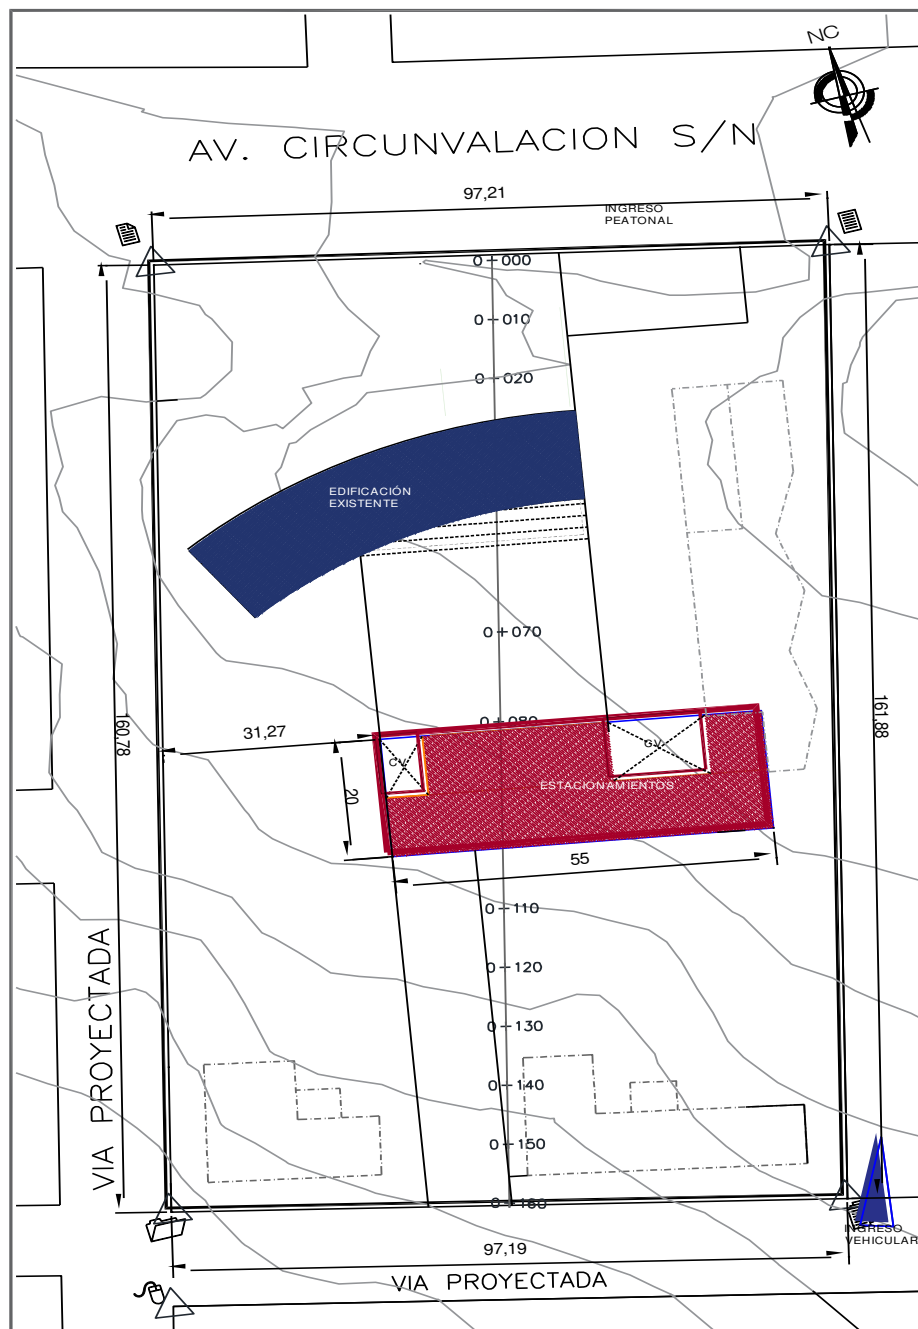 NC
AV. CIRCUNVALACION S/N
97,21
INGRESO
PEATONAL
0+000
0+010
0+020
EDIFICACIÓN
EXISTENTE
0+070
160,78
161,88
0+080
31,27
C.V.
C.V.
20
ESTACIONAMIENTOS
55
0+110
0+120
VIA PROYECTADA
0+130
0+140
0+150
0+160
INGRESO
VEHICULAR
97,19
VIA PROYECTADA